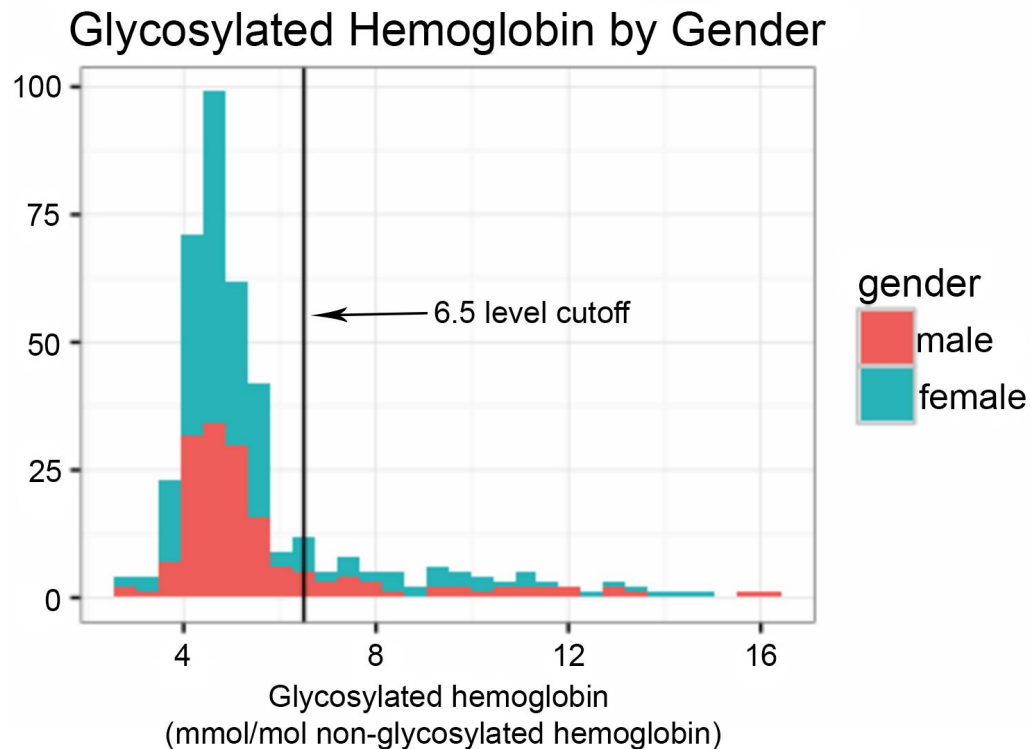 Glycosylated Hemoglobin by Gender
100
75
50
25
0
6.5 level cutoff
gender
male
female
4 8 12 16
Glycosylated hemoglobin
(mmol/mol non-glycosylated hemoglobin)